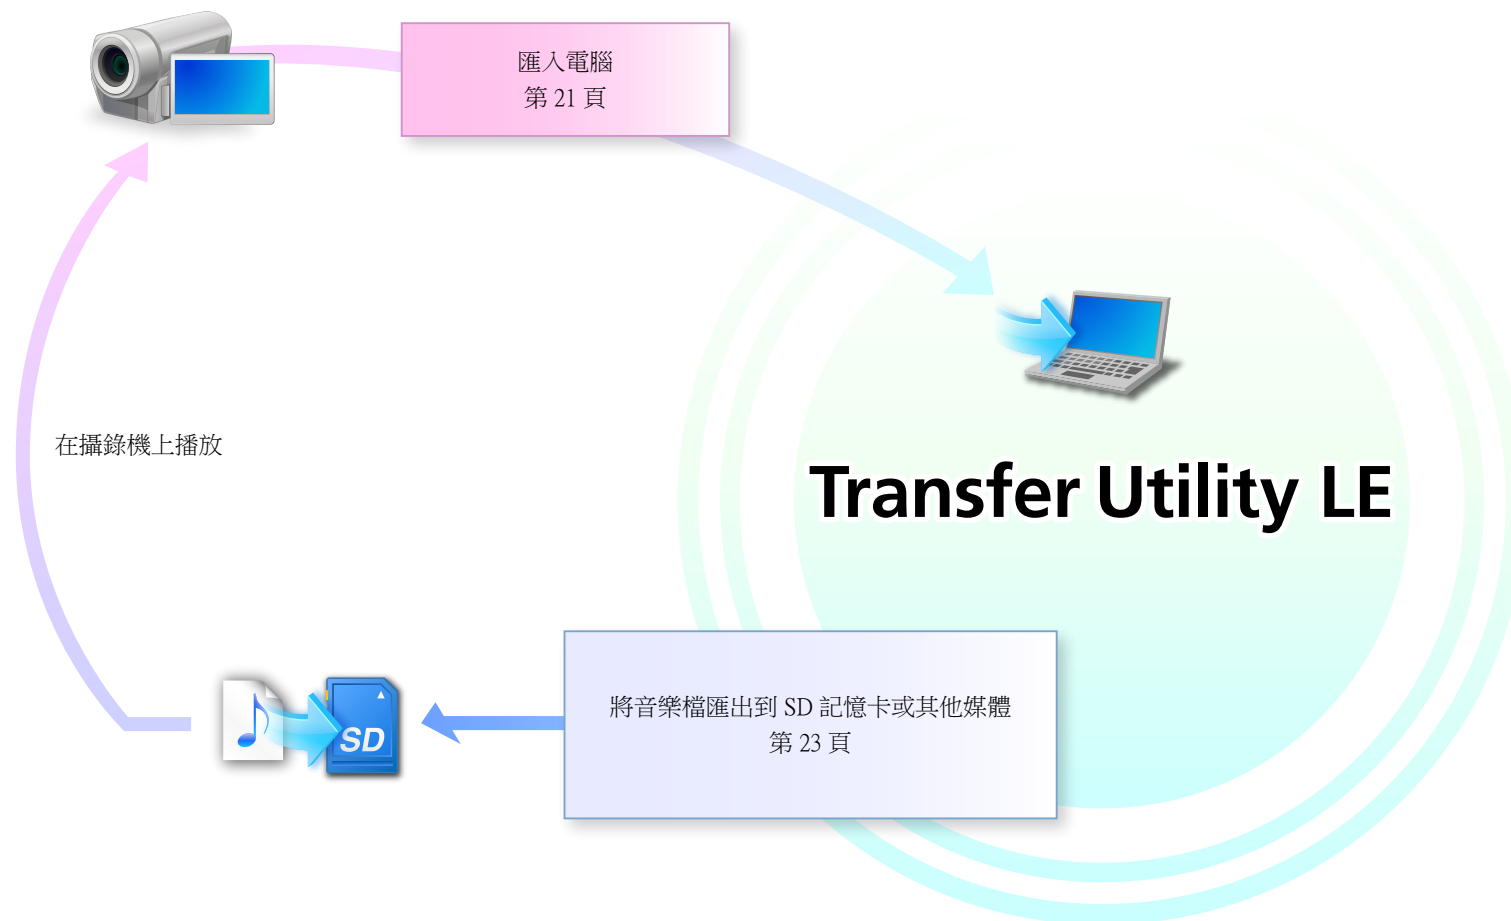 匯入電腦
第 21 頁
在攝錄機上播放
Transfer Utility LE
將音樂檔匯出到 SD 記憶卡或其他媒體
第 23 頁
SD